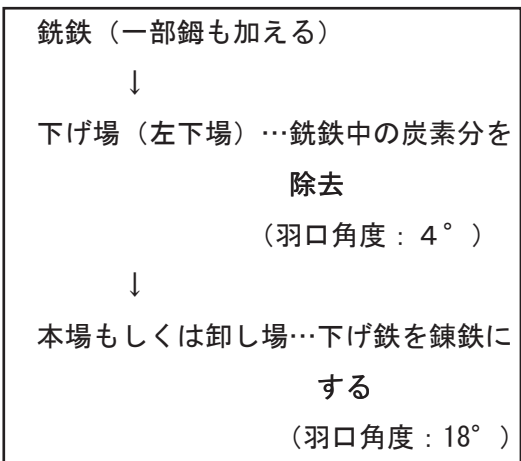 銑鉄（一部鉧も加える）
↓
下げ場（左下場）…銑鉄中の炭素分を
除去
（羽口角度：４°）
↓
本場もしくは卸し場…下げ鉄を錬鉄に
する
（羽口角度：18°）